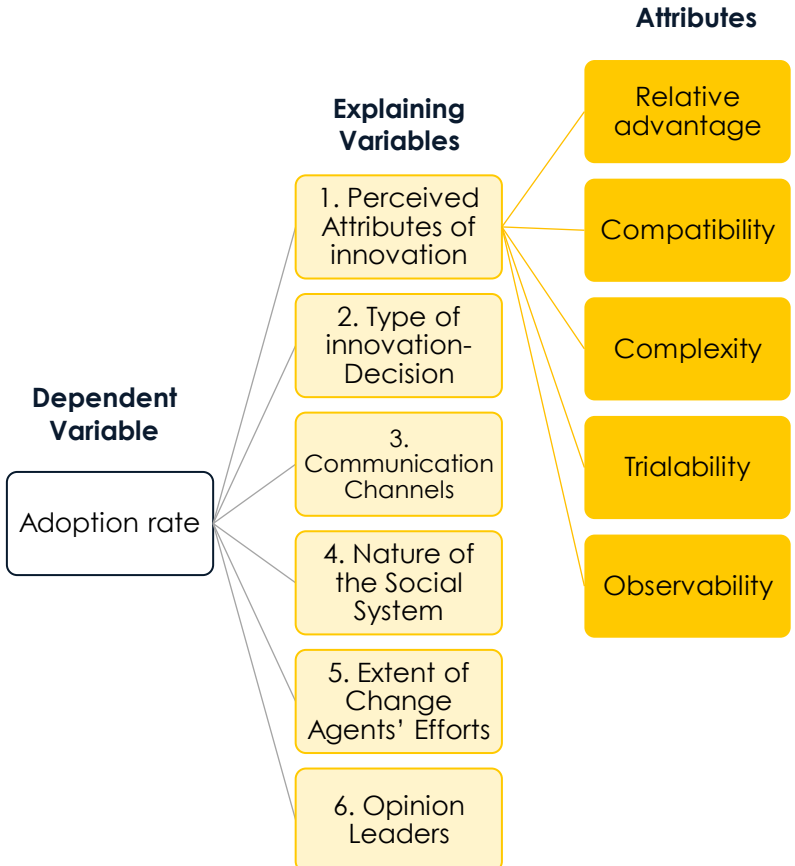 Attributes
Relative
advantage
Explaining
Variables
1. Perceived
Attributes of
innovation
Compatibility
2. Type of
innovation-
Decision
Complexity
Dependent
Variable
3.
Communication
Channels
Trialability
Adoption rate
4. Nature of
the Social
System
Observability
5. Extent of
Change
Agents’ Efforts
6. Opinion
Leaders